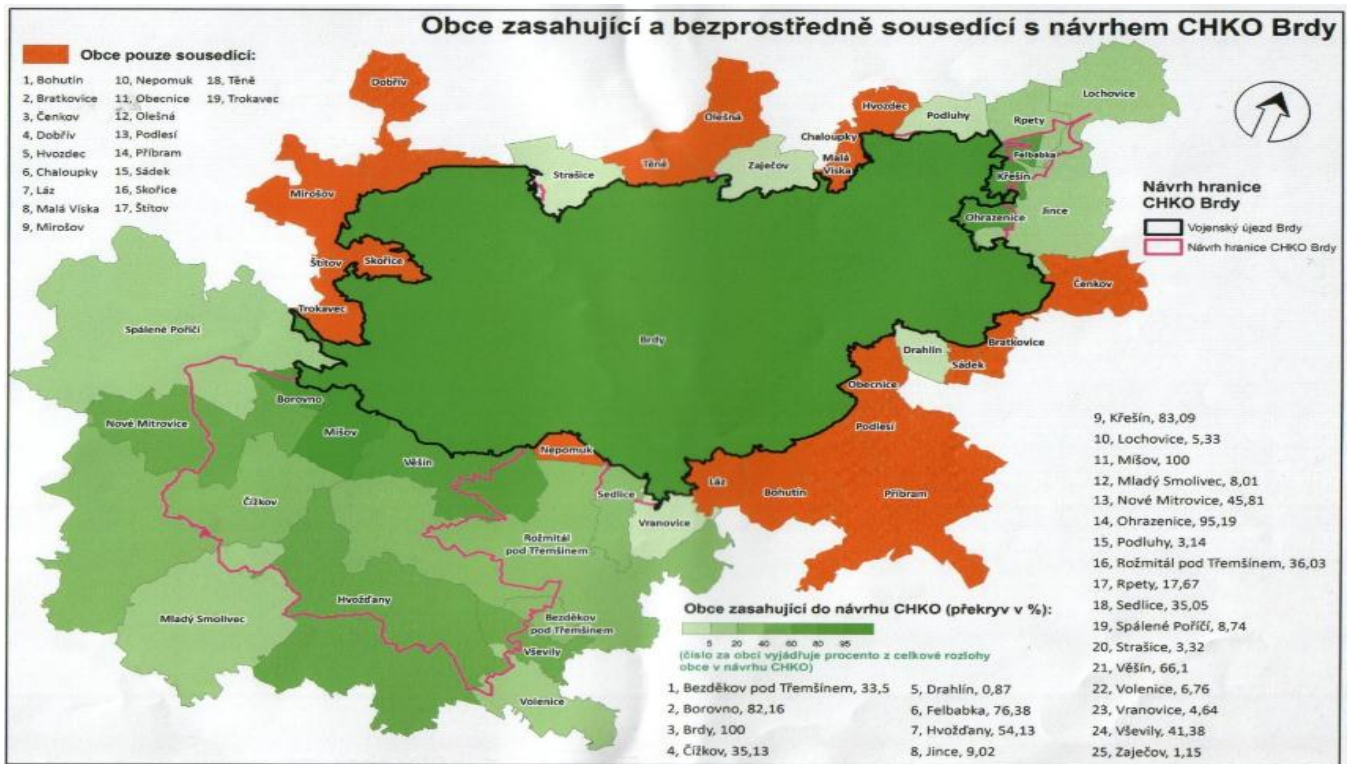 Obce zasahující a bezprostředně sousedící s návrhem CHKO Brdy
Obce pouze sousedící:
1, Bohutín
2, Bratkovice
3, Čenkov
4, Dobřív
5, Hvozdec
6, Chaloupky
7, Láz
8, Malá Víska
9, Mirošov
10, Nepomuk
11, Obecnice
12, Olešná
13, Podlesí
14, Příbram
15, Sádek
16, Skořice
17, Štítov
18, Těně
19, Trokavec
Dobřív
Olešná
Hvozdec
Podluhy
Lochovice
Rpety
Chaloupky
Felbabka
Malá
Víska
Těně
Zaječov
Strašice
Mirošov
Křešín
Jince
Ohrazenice
Návrh hranice
CHKO Brdy
Vojenský újezd Brdy
Návrh hranice CHKO Brdy
Štítov
Skořice
Čenkov
Trokavec
Spálené Poříčí
Brdy
Drahlín
Bratkovice
Sádek
Obecnice
Borovno
Nové Mitrovice
Míšov
Podlesí
Věšín
Nepomuk
Láz
Bohutín
Příbram
Čížkov
Sedlice
Vranovice
Rožmitál
pod Třemšínem
Hvožďany
Mladý Smolivec
Bezděkov
pod Třemšínem
Vševily
Volenice
Obce zasahující do návrhu CHKO (překryv v %):
5 20 40 60 80 95
(číslo za obcí vyjádřuje procento z celkové rozlohy
obce v návrhu CHKO)
1, Bezděkov pod Třemšínem, 33,5
2, Borovno, 82,16
3, Brdy, 100
4, Čížkov, 35,13
5, Drahlín, 0,87
6, Felbabka, 76,38
7, Hvožďany, 54,13
8, Jince, 9,02
9, Křešín, 83,09
10, Lochovice, 5,33
11, Míšov, 100
12, Mladý Smolivec, 8,01
13, Nové Mitrovice, 45,81
14, Ohrazenice, 95,19
15, Podluhy, 3,14
16, Rožmitál pod Třemšínem, 36,03
17, Rpety, 17,67
18, Sedlice, 35,05
19, Spálené Poříčí, 8,74
20, Strašice, 3,32
21, Věšín, 66,1
22, Volenice, 6,76
23, Vranovice, 4,64
24, Vševily, 41,38
25, Zaječov, 1,15